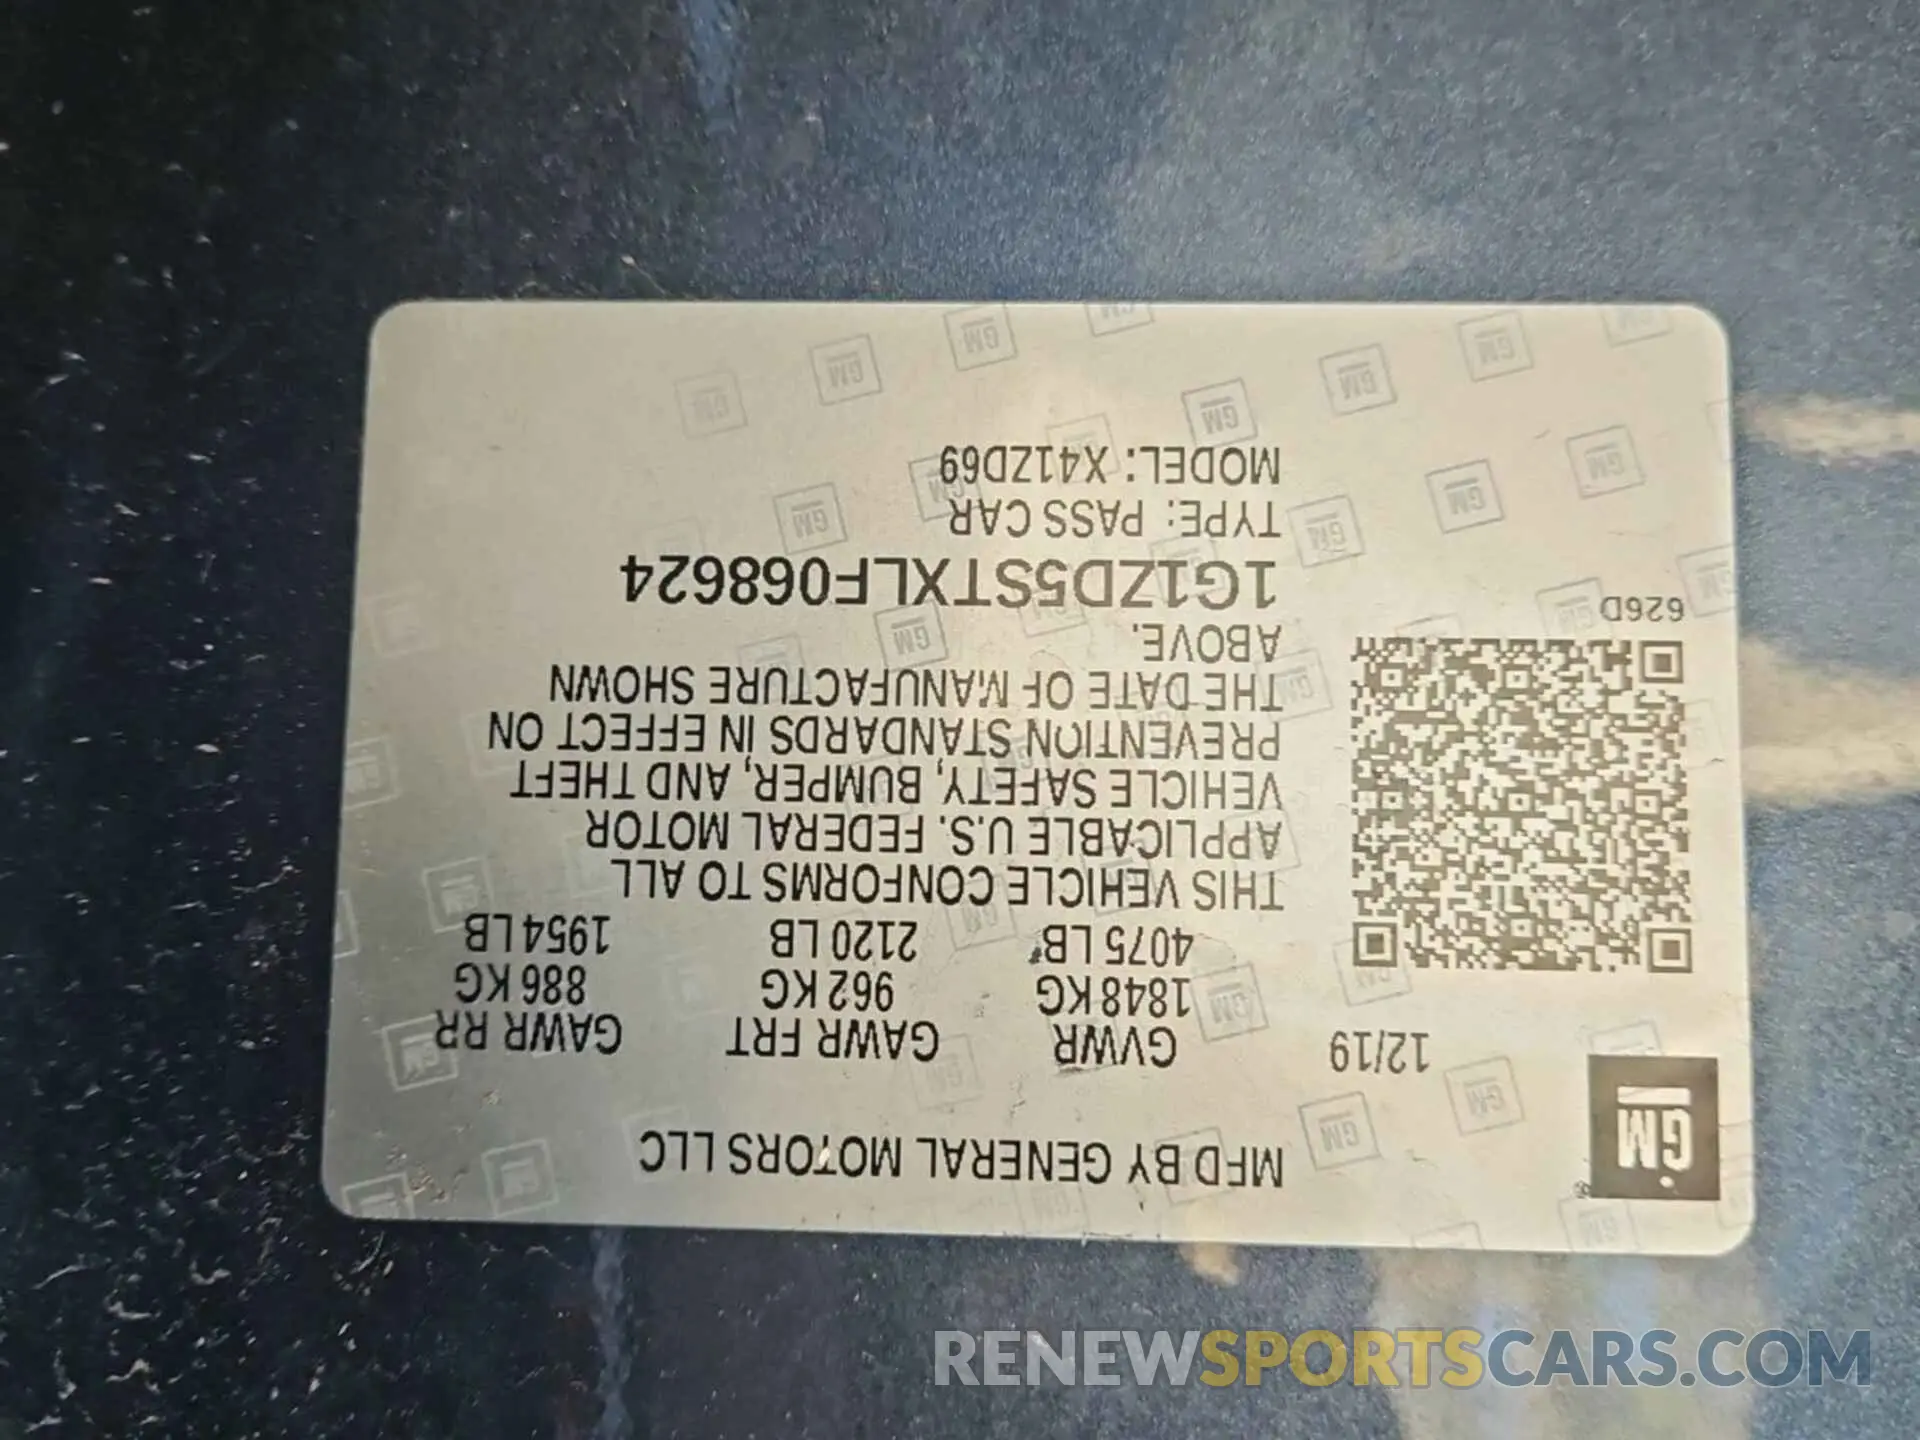 MFD BY GENERAL MOTORS LLC
GM
12/19
GVWR GAWR FRT GAWR RR
1848 KG 962 KG 886 KG
4075 LB 2120 LB 1954 LB
THIS VEHICLE CONFORMS TO ALL
APPLICABLE U.S. FEDERAL MOTOR
VEHICLE SAFETY, BUMPER, AND THEFT
PREVENTION STANDARDS IN EFFECT ON
THE DATE OF MANUFACTURE SHOWN
ABOVE.
626D
1G1ZD5STXLF068624
TYPE: PASS CAR
MODEL: X41ZD69
RENEWSPORTSCARS.COM